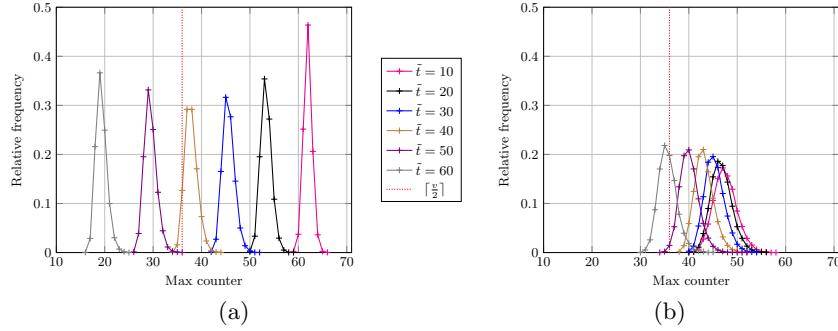 0.5
0.4
0.3
0.2
0.1
0
10 20 30 40 50 60 70
Relative frequency
Max counter
(a)
t̄ = 10
t̄ = 20
t̄ = 30
t̄ = 40
t̄ = 50
t̄ = 60
⌈v/2⌉
0.5
0.4
0.3
0.2
0.1
0
10 20 30 40 50 60 70
Relative frequency
Max counter
(b)